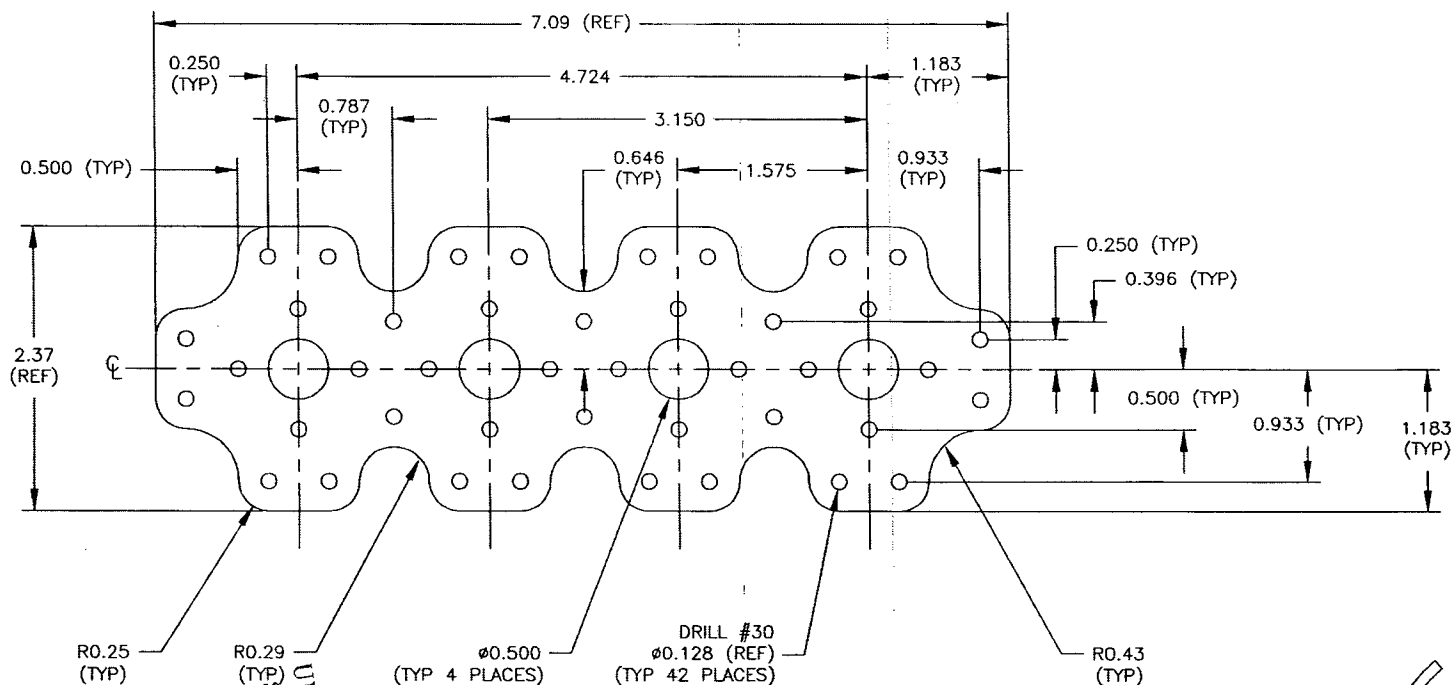 7.09 (REF)
0.250
(TYP)
4.724
1.183
(TYP)
0.787
(TYP)
3.150
0.500 (TYP)
0.646
(TYP)
1.575
0.933
(TYP)
0.250 (TYP)
0.396 (TYP)
2.37
(REF)
℄
0.500 (TYP)
0.933 (TYP)
1.183
(TYP)
R0.25
(TYP)
R0.29
(TYP)
ø0.500
(TYP 4 PLACES)
DRILL #30
ø0.128 (REF)
(TYP 42 PLACES)
R0.43
(TYP)